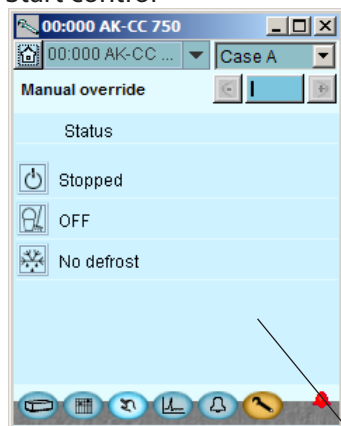 Start control
00:000 AK-CC 750
00:000 AK-CC ...
Case A
Manual override
Status
Stopped
OFF
No defrost